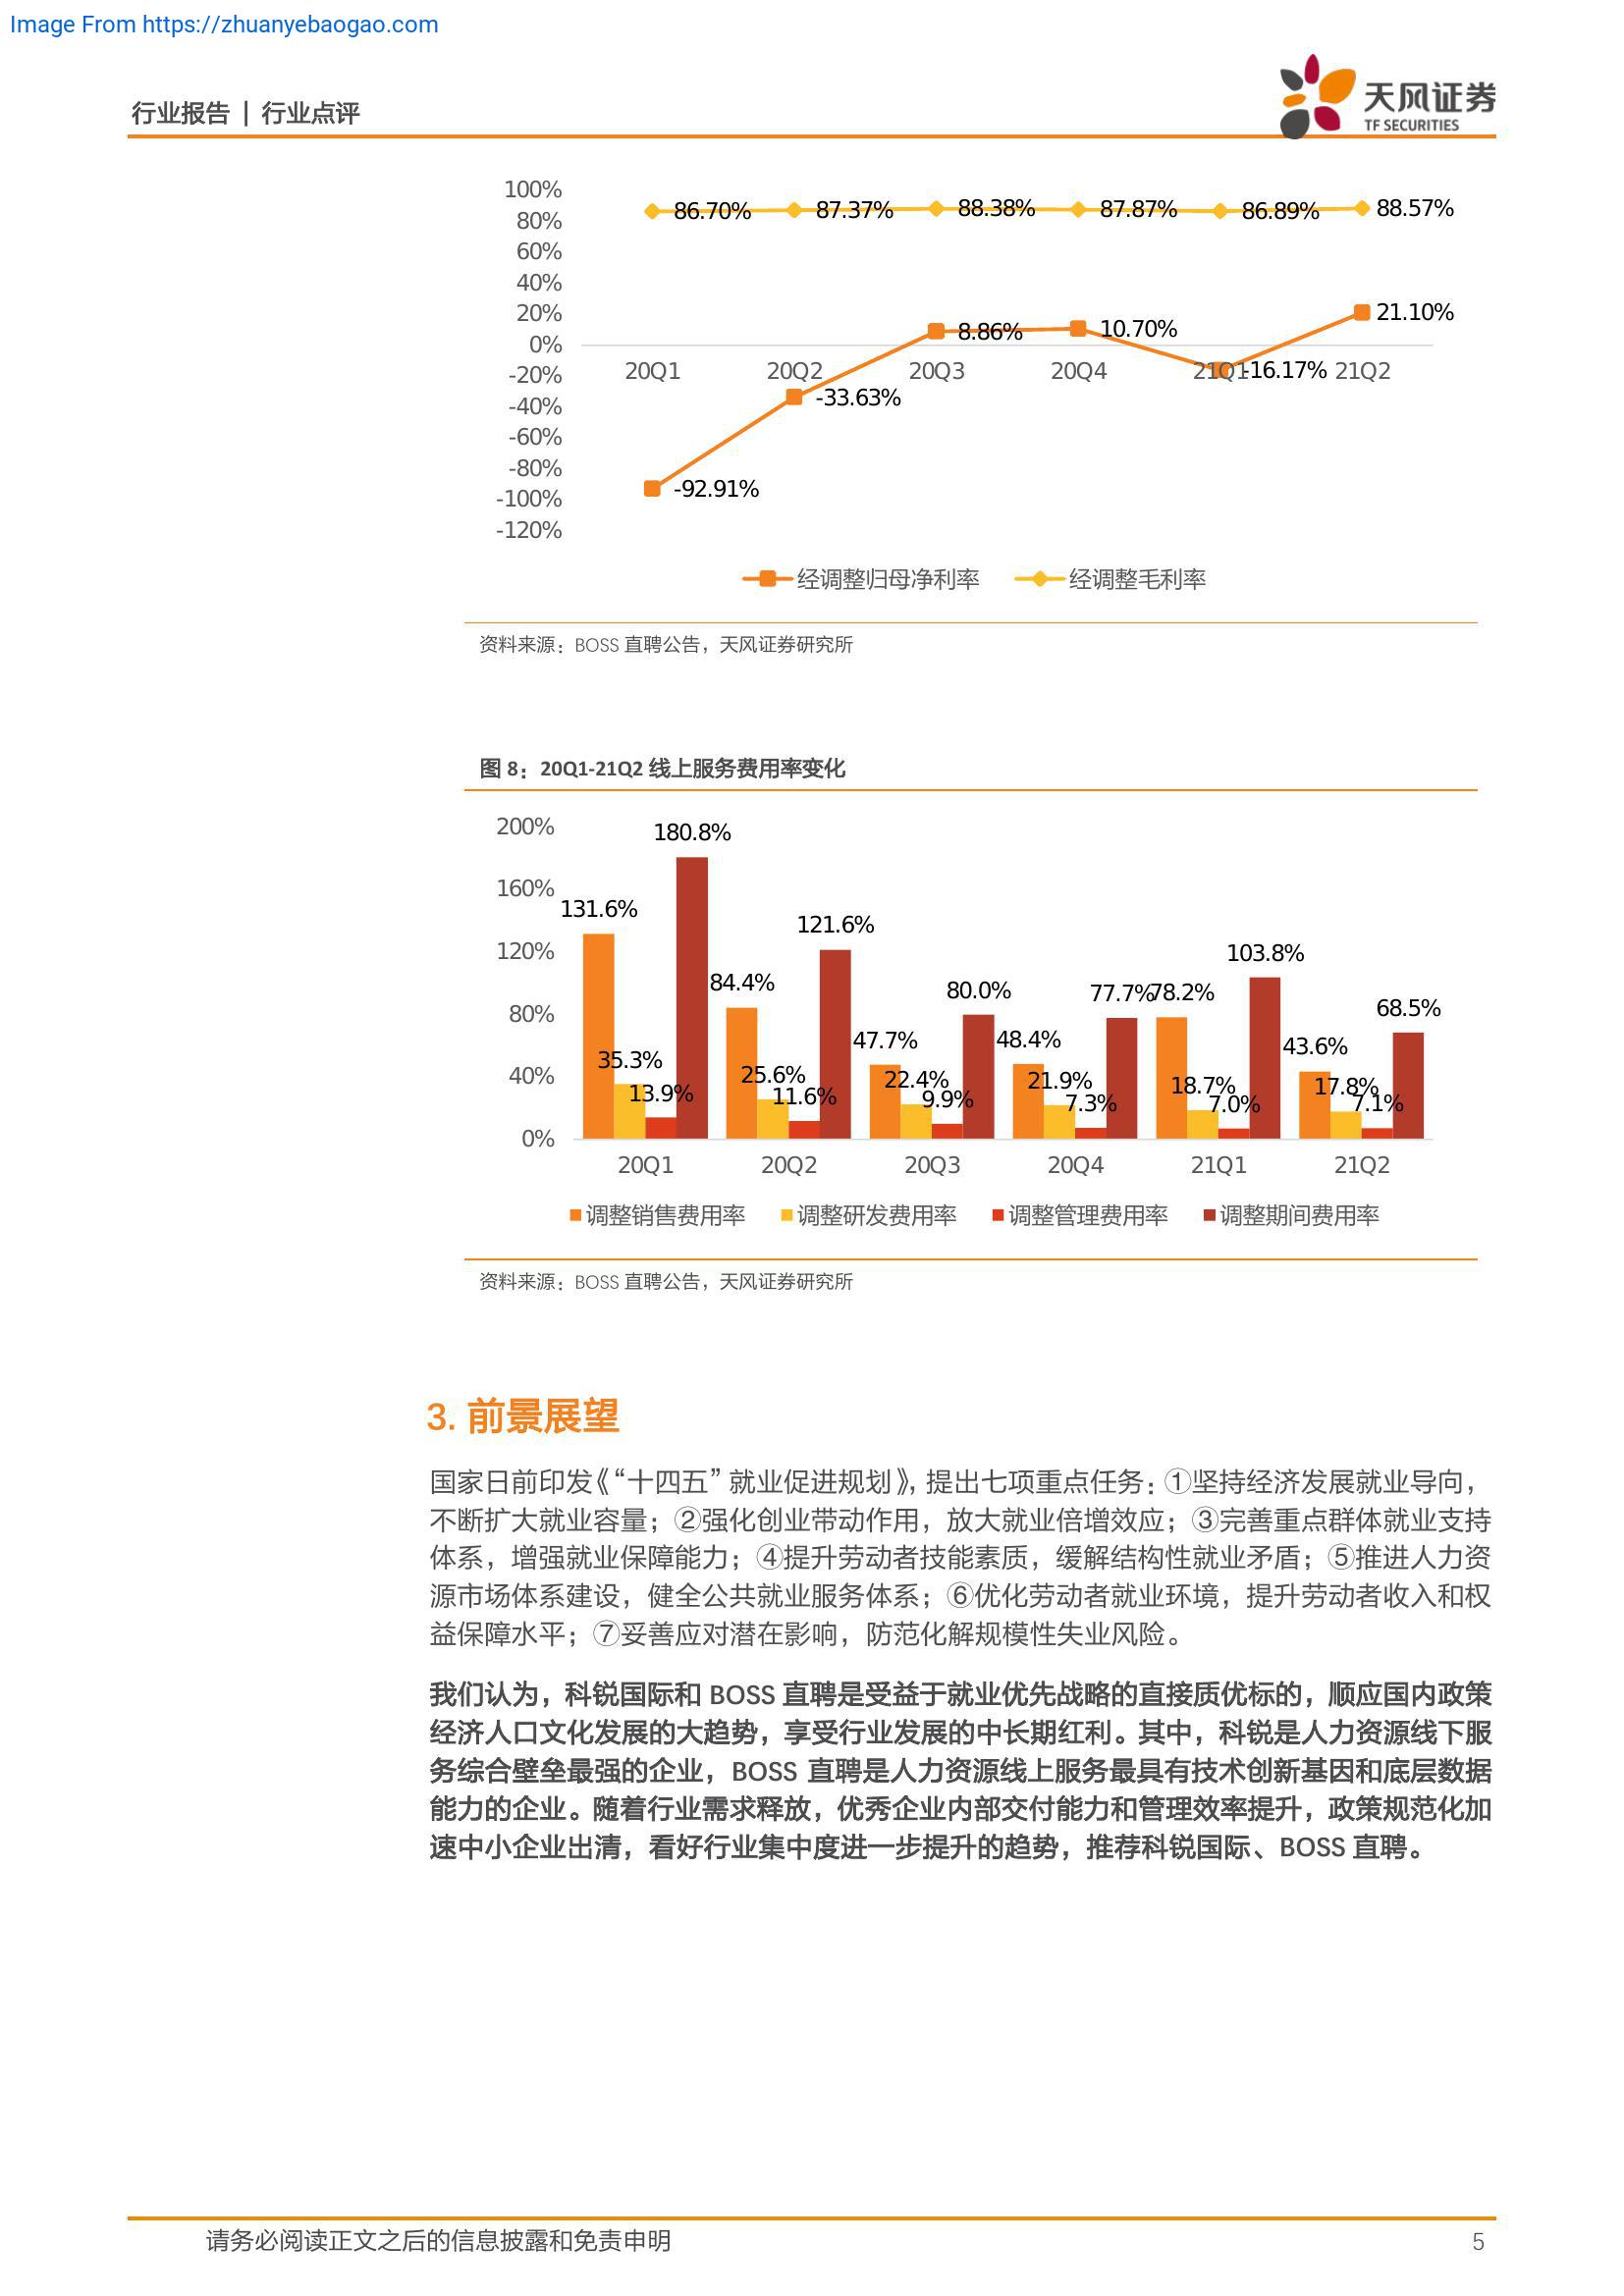 Image From https://zhuanyebaogao.com
行业报告 | 行业点评
天风证券
TF SECURITIES
100%
80%
60%
40%
20%
0%
-20%
-40%
-60%
-80%
-100%
-120%
86.70% 87.37% 88.38% 87.87% 86.89% 88.57%
-92.91% -33.63% 8.86% 10.70% -16.17% 21.10%
20Q1 20Q2 20Q3 20Q4 21Q1 21Q2
经调整归母净利率 经调整毛利率
资料来源：BOSS 直聘公告，天风证券研究所
图 8：20Q1-21Q2 线上服务费用率变化
200%
160%
120%
80%
40%
0%
131.6% 35.3% 13.9% 180.8%
84.4% 25.6% 11.6% 121.6%
47.7% 22.4% 9.9% 80.0%
48.4% 21.9% 7.3% 77.7%
78.2% 18.7% 7.0% 103.8%
43.6% 17.8% 7.1% 68.5%
20Q1 20Q2 20Q3 20Q4 21Q1 21Q2
调整销售费用率 调整研发费用率 调整管理费用率 调整期间费用率
资料来源：BOSS 直聘公告，天风证券研究所
3. 前景展望
国家日前印发《“十四五”就业促进规划》，提出七项重点任务：①坚持经济发展就业导向，
不断扩大就业容量；②强化创业带动作用，放大就业倍增效应；③完善重点群体就业支持
体系，增强就业保障能力；④提升劳动者技能素质，缓解结构性就业矛盾；⑤推进人力资
源市场体系建设，健全公共就业服务体系；⑥优化劳动者就业环境，提升劳动者收入和权
益保障水平；⑦妥善应对潜在影响，防范化解规模性失业风险。
我们认为，科锐国际和 BOSS 直聘是受益于就业优先战略的直接质优标的，顺应国内政策
经济人口文化发展的大趋势，享受行业发展的中长期红利。其中，科锐是人力资源线下服
务综合壁垒最强的企业，BOSS 直聘是人力资源线上服务最具有技术创新基因和底层数据
能力的企业。随着行业需求释放，优秀企业内部交付能力和管理效率提升，政策规范化加
速中小企业出清，看好行业集中度进一步提升的趋势，推荐科锐国际、BOSS 直聘。
请务必阅读正文之后的信息披露和免责申明 5